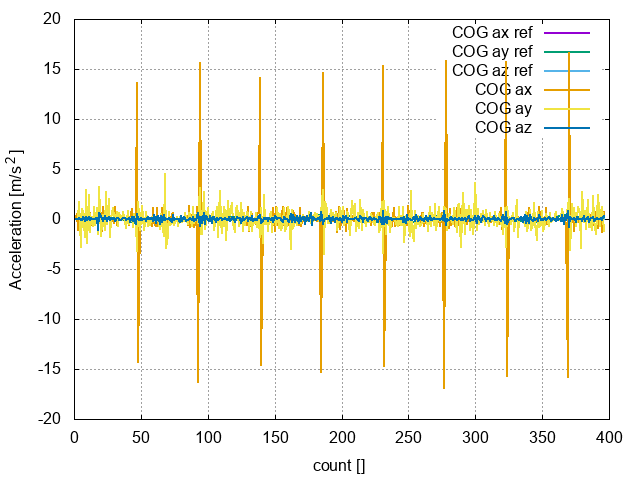 20
15
10
5
0
-5
-10
-15
-20
0 50 100 150 200 250 300 350 400
Acceleration [m/s²]
count []
COG ax ref
COG ay ref
COG az ref
COG ax
COG ay
COG az